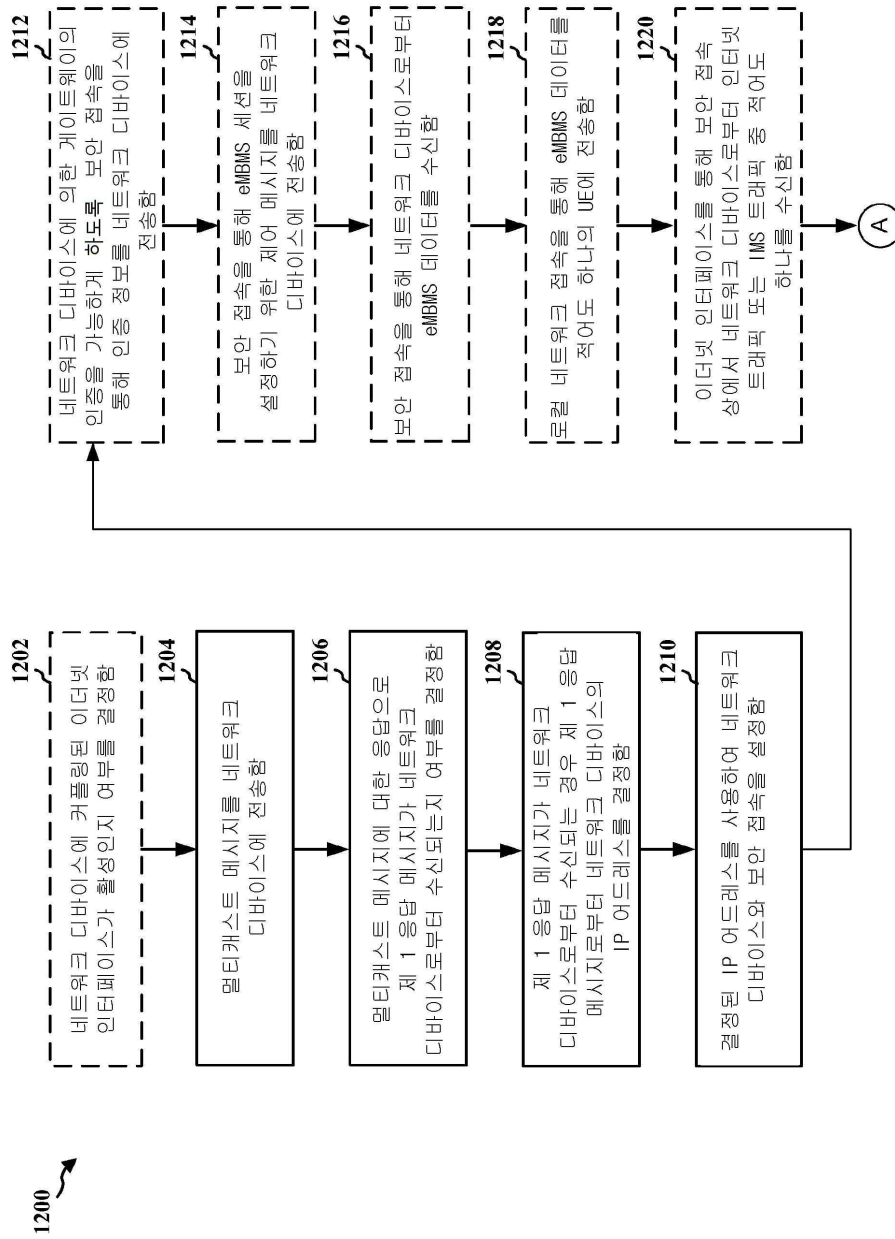 1200
1202
네트워크 디바이스에 커플링된 이더넷
인터페이스가 활성인지 여부를 결정함
1204
멀티캐스트 메시지를 네트워크
디바이스에 전송함
1206
멀티캐스트 메시지에 대한 응답으로
제 1 응답 메시지가 네트워크
디바이스로부터 수신되는지 여부를 결정함
1208
제 1 응답 메시지가 네트워크
디바이스로부터 수신되는 경우 제 1 응답
메시지로부터 네트워크 디바이스의
IP 어드레스를 결정함
1210
결정된 IP 어드레스를 사용하여 네트워크
디바이스와 보안 접속을 설정함
1212
네트워크 디바이스에 의한 게이트웨이의
인증을 가능하게 하도록 보안 접속을
통해 인증 정보를 네트워크 디바이스에
전송함
1214
보안 접속을 통해 eMBMS 세션을
설정하기 위한 제어 메시지를 네트워크
디바이스에 전송함
1216
보안 접속을 통해 네트워크 디바이스로부터
eMBMS 데이터를 수신함
1218
로컬 네트워크 접속을 통해 eMBMS 데이터를
적어도 하나의 UE에 전송함
1220
이더넷 인터페이스를 통해 보안 접속
상에서 네트워크 디바이스로부터 인터넷
트래픽 또는 IMS 트래픽 중 적어도
하나를 수신함
A